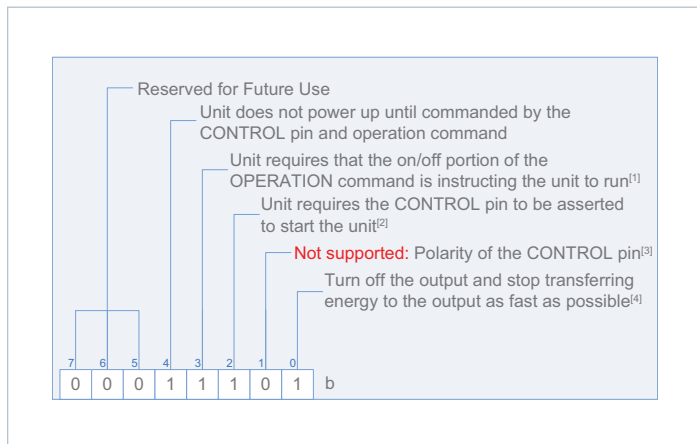 Reserved for Future Use
Unit does not power up until commanded by the
CONTROL pin and operation command
Unit requires that the on/off portion of the
OPERATION command is instructing the unit to run[1]
Unit requires the CONTROL pin to be asserted
to start the unit[2]
Not supported: Polarity of the CONTROL pin[3]
Turn off the output and stop transferring
energy to the output as fast as possible[4]
7 6 5 4 3 2 1 0
0 0 0 1 1 1 0 1 b